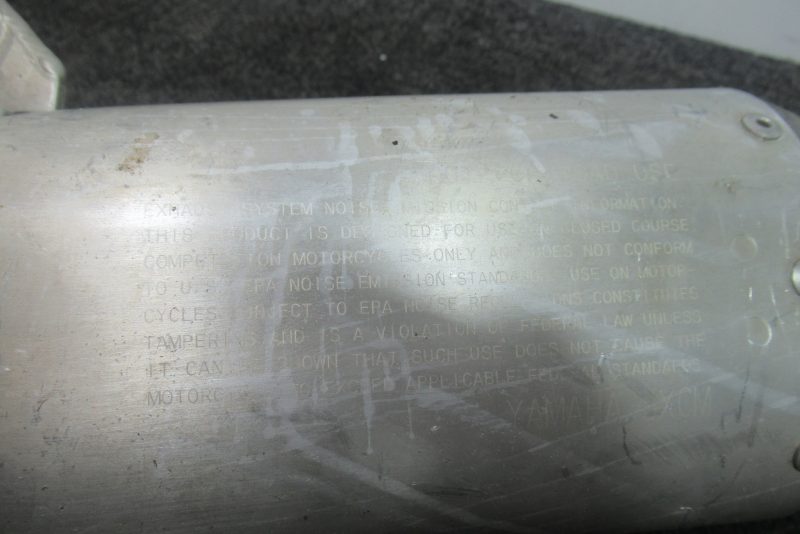 USE
EXHAUST SYSTEM NOISE EMISSION CONTROL INFORMATION
THIS PRODUCT IS DESIGNED FOR USE IN CLOSED COURSE
COMPETITION MOTORCYCLES ONLY AND DOES NOT CONFORM
TO U.S. EPA NOISE EMISSION STANDARDS USE ON MOTOR-
CYCLES SUBJECT TO EPA NOISE REGULATIONS CONSTITUTES
TAMPERING AND IS A VIOLATION OF FEDERAL LAW UNLESS
IT CAN BE SHOWN THAT SUCH USE DOES NOT CAUSE THE
MOTORCYCLE TO EXCEED APPLICABLE FEDERAL STANDARDS
YAMAHA